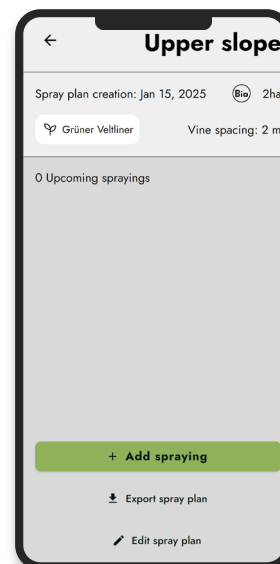 Upper slope
Spray plan creation: Jan 15, 2025 Bio 2ha
Grüner Veltliner Vine spacing: 2 m
0 Upcoming sprayings
+ Add spraying
Export spray plan
Edit spray plan